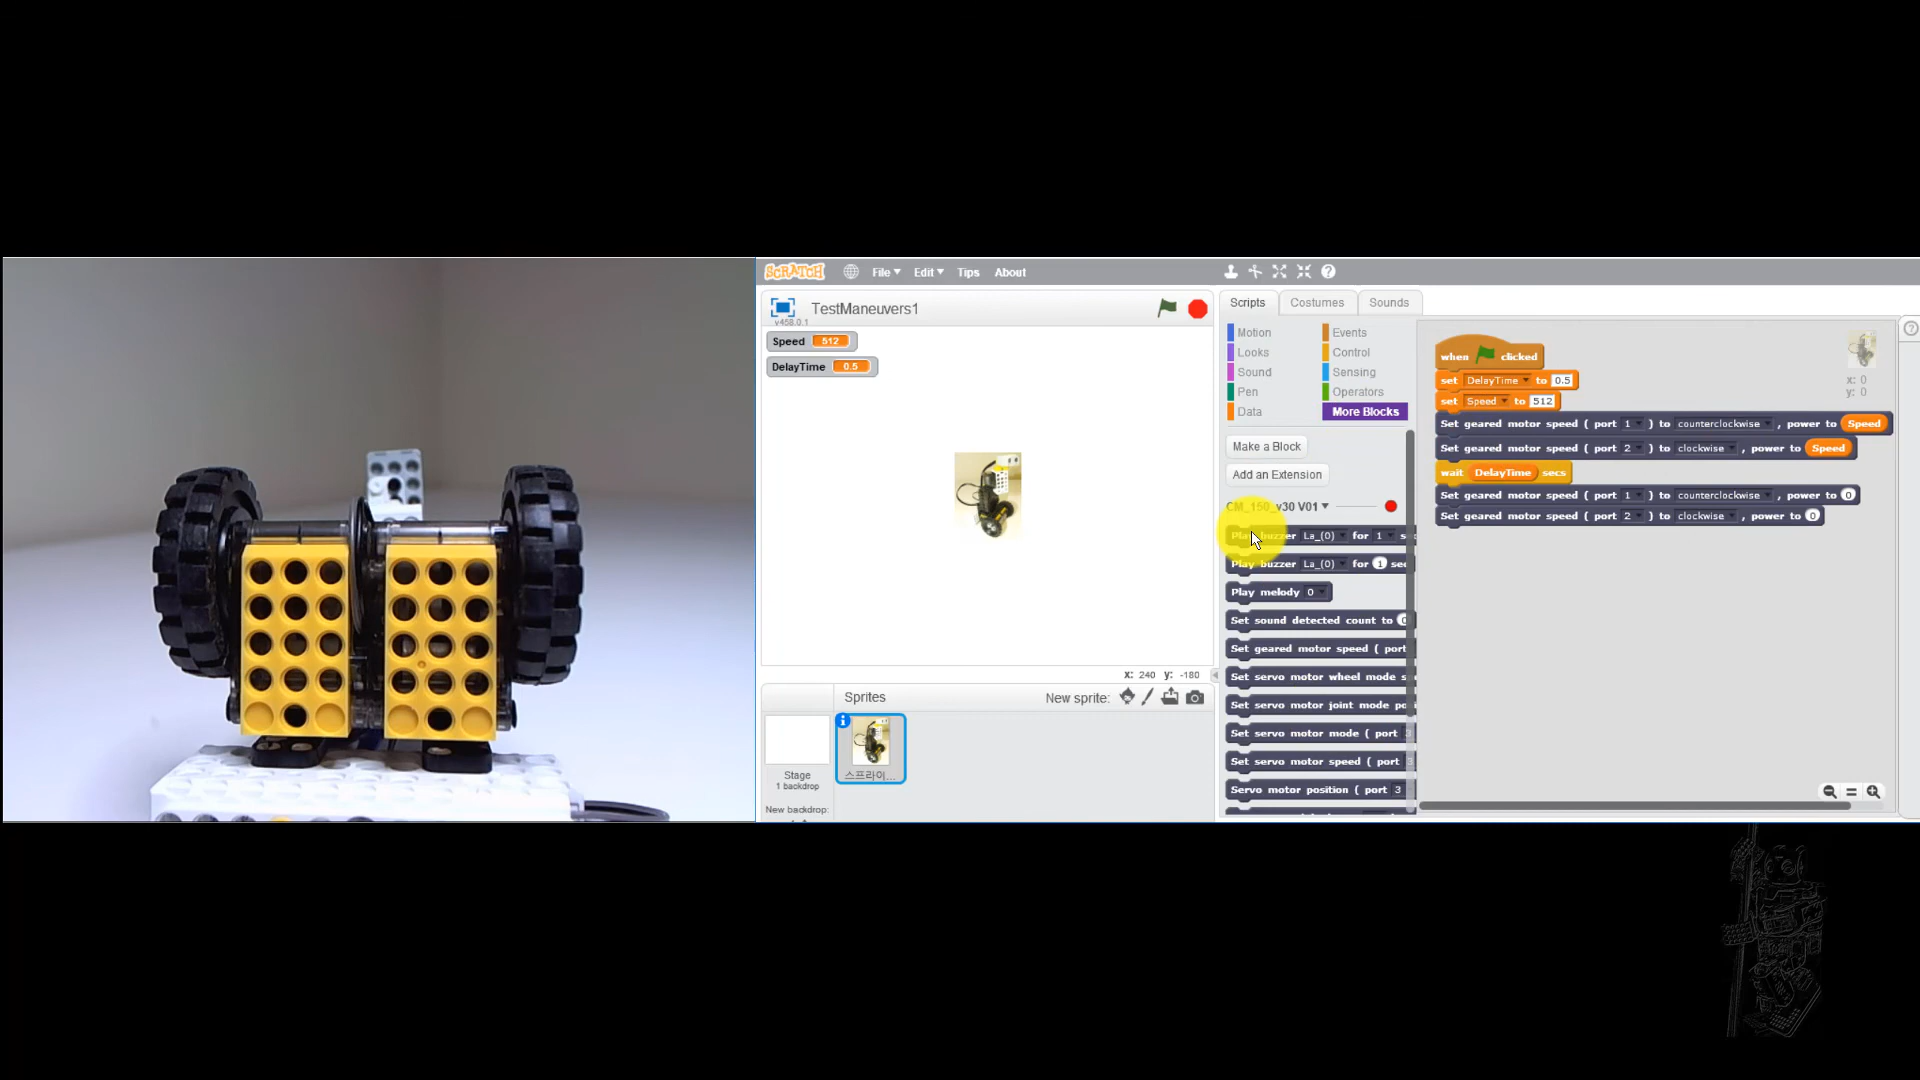 SCRATCH File Edit Tips About
TestManeuvers1
v458.0.1
Speed 512
DelayTime 0.5
x: 240 y: -180
Sprites New sprite:
Stage
1 backdrop
New backdrop:
스프라이...
Scripts Costumes Sounds
Motion Events
Looks Control
Sound Sensing
Pen Operators
Data More Blocks
Make a Block
Add an Extension
CM_150_v30 V01
Play buzzer La_(0) for 1
Play buzzer La_(0) for 1 sec
Play melody 0
Set sound detected count to
Set geared motor speed ( port
Set servo motor wheel mode
Set servo motor joint mode
Set servo motor mode ( port
Set servo motor speed ( port
Servo motor position ( port 3
when clicked
set DelayTime to 0.5
set Speed to 512
Set geared motor speed ( port 1 ) to counterclockwise , power to Speed
Set geared motor speed ( port 2 ) to clockwise , power to Speed
wait DelayTime secs
Set geared motor speed ( port 1 ) to counterclockwise , power to 0
Set geared motor speed ( port 2 ) to clockwise , power to 0
x: 0
y: 0